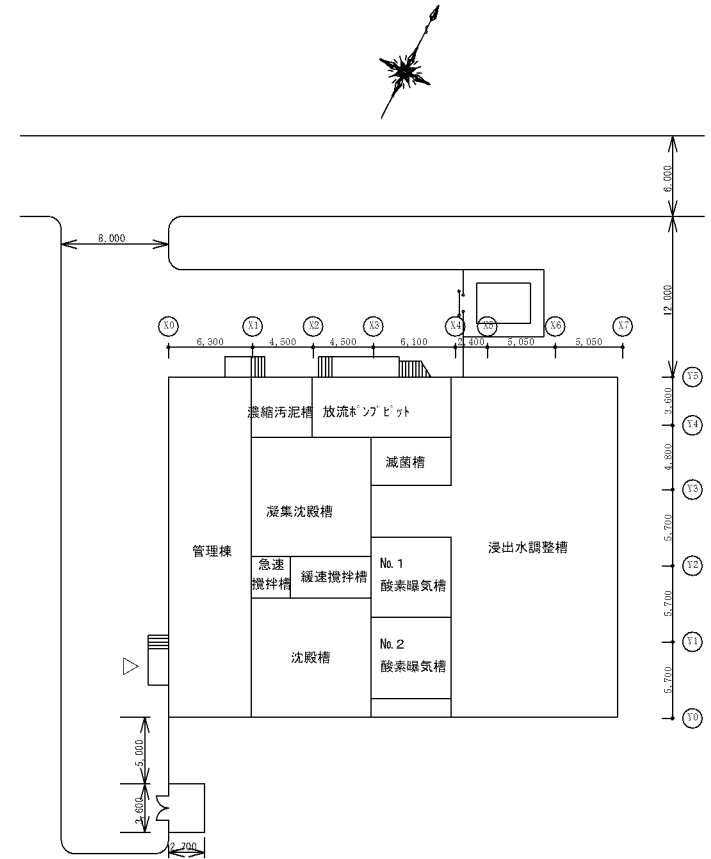 6,000
8,000
12,000
X0 X1 X2 X3 X4 X5 X6 X7
6,300 4,500 4,500 6,100 2,400 5,050 5,050
Y5
3,600
濃縮汚泥槽 放流ﾎﾟﾝﾌﾟﾋﾟｯﾄ
Y4
4,800
滅菌槽
Y3
凝集沈殿槽
5,700
管理棟
浸出水調整槽
急速
攪拌槽
緩速攪拌槽
No.1
酸素曝気槽
Y2
5,700
沈殿槽
No.2
酸素曝気槽
Y1
5,700
Y0
5,000
3,600
2,700